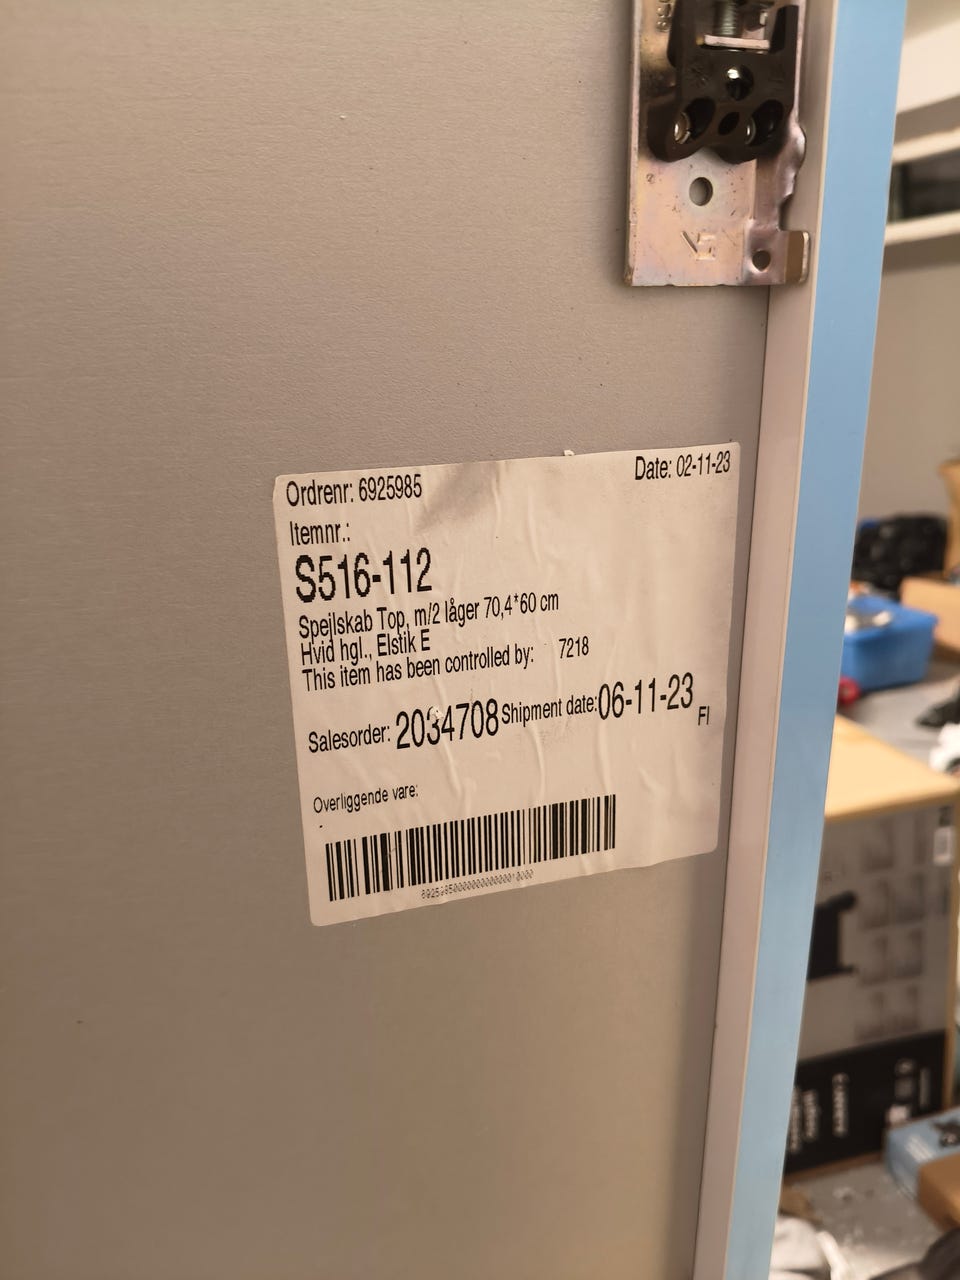 Ordrenr: 6925985
Date: 02-11-23
Itemnr.:
S516-112
Spejlskab Top, m/2 låger 70,4*60 cm
Hvid hgl., Elstik E
This item has been controlled by: 7218
Salesorder: 2034708 Shipment date: 06-11-23
FI
Overliggende vare:
-